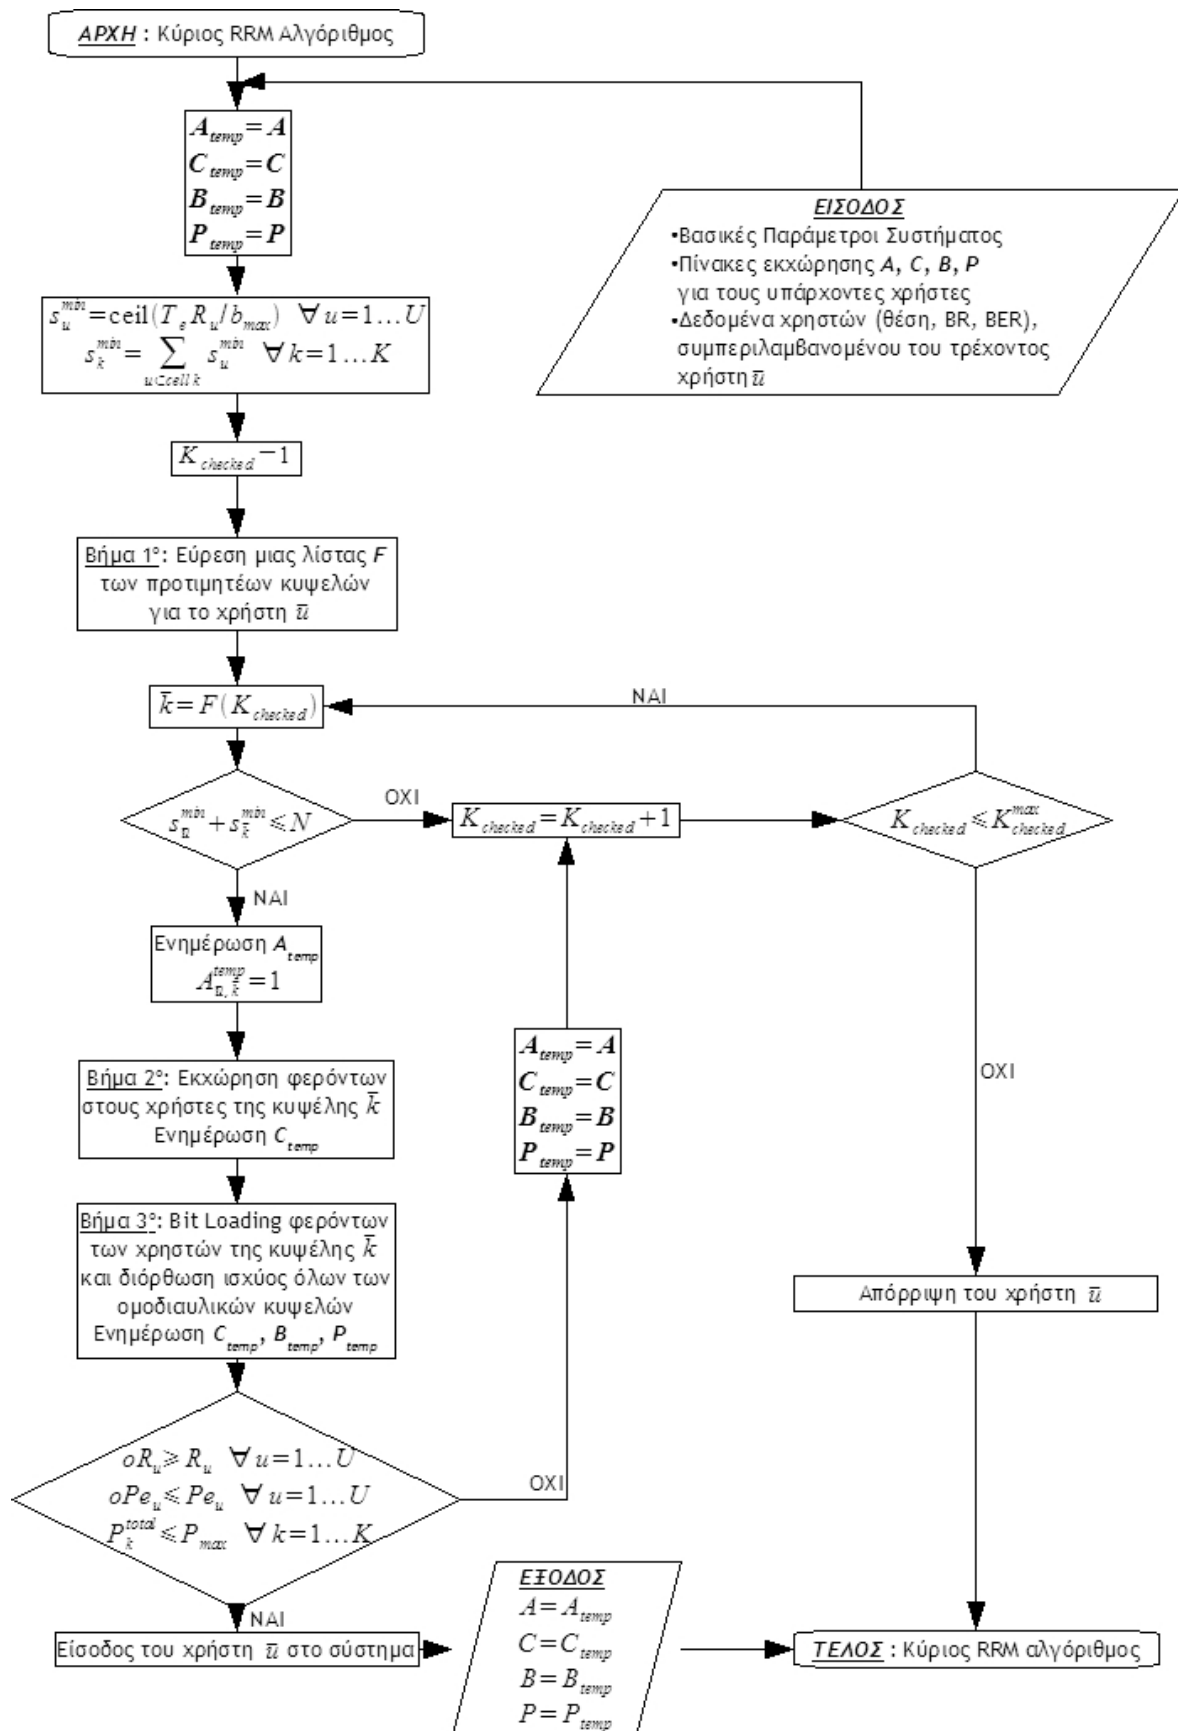 ΑΡΧΗ : Κύριος RRM Αλγόριθμος
A_temp = A
C_temp = C
B_temp = B
P_temp = P
ΕΙΣΟΔΟΣ
•Βασικές Παράμετροι Συστήματος
•Πίνακες εκχώρησης A, C, B, P
για τους υπάρχοντες χρήστες
•Δεδομένα χρηστών (θέση, BR, BER),
συμπεριλαμβανομένου του τρέχοντος
χρήστη ū
s_u^min = ceil(T_e R_u / b_max) ∀ u = 1...U
s_k^min = ∑_{u⊂cell k} s_u^min ∀ k = 1...K
K_checked − 1
Βήμα 1º: Εύρεση μιας λίστας F
των προτιμητέων κυψελών
για το χρήστη ū
k̄ = F(K_checked)
ΝΑΙ
s_ū^min + s_k̄^min ⩽ N
ΟΧΙ
K_checked = K_checked + 1
K_checked ⩽ K_checked^max
ΝΑΙ
Ενημέρωση A_temp
A_ū,k̄^temp = 1
Βήμα 2º: Εκχώρηση φερόντων
στους χρήστες της κυψέλης k̄
Ενημέρωση C_temp
A_temp = A
C_temp = C
B_temp = B
P_temp = P
ΟΧΙ
Βήμα 3º: Bit Loading φερόντων
των χρηστών της κυψέλης k̄
και διόρθωση ισχύος όλων των
ομοδιαυλικών κυψελών
Ενημέρωση C_temp, B_temp, P_temp
Απόρριψη του χρήστη ū
oR_u ⩾ R_u ∀ u = 1...U
oPe_u ⩽ Pe_u ∀ u = 1...U
P_k^total ⩽ P_max ∀ k = 1...K
ΟΧΙ
ΝΑΙ
Είσοδος του χρήστη ū στο σύστημα
ΕΞΟΔΟΣ
A = A_temp
C = C_temp
B = B_temp
P = P_temp
ΤΕΛΟΣ : Κύριος RRM αλγόριθμος